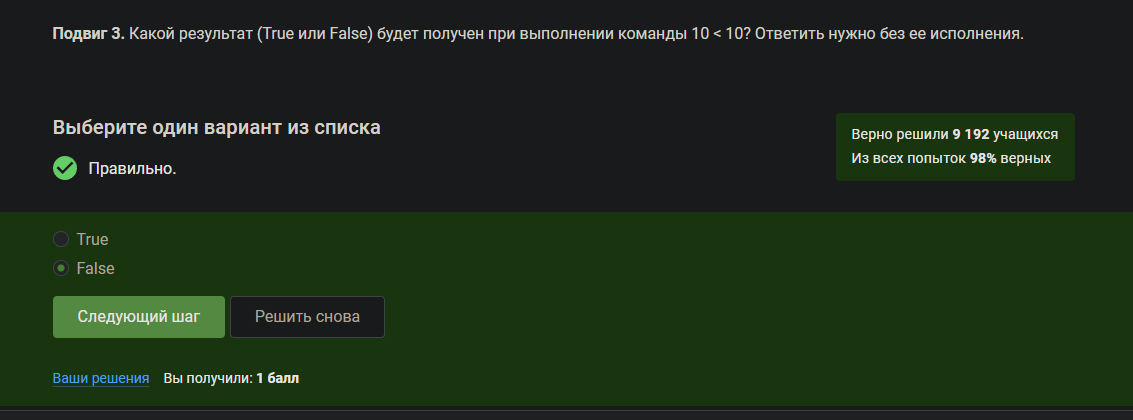 Подвиг 3. Какой результат (True или False) будет получен при выполнении команды 10 < 10? Ответить нужно без ее исполнения.
Выберите один вариант из списка
Правильно.
Верно решили 9 192 учащихся
Из всех попыток 98% верных
True
False
Следующий шаг
Решить снова
Ваши решения Вы получили: 1 балл